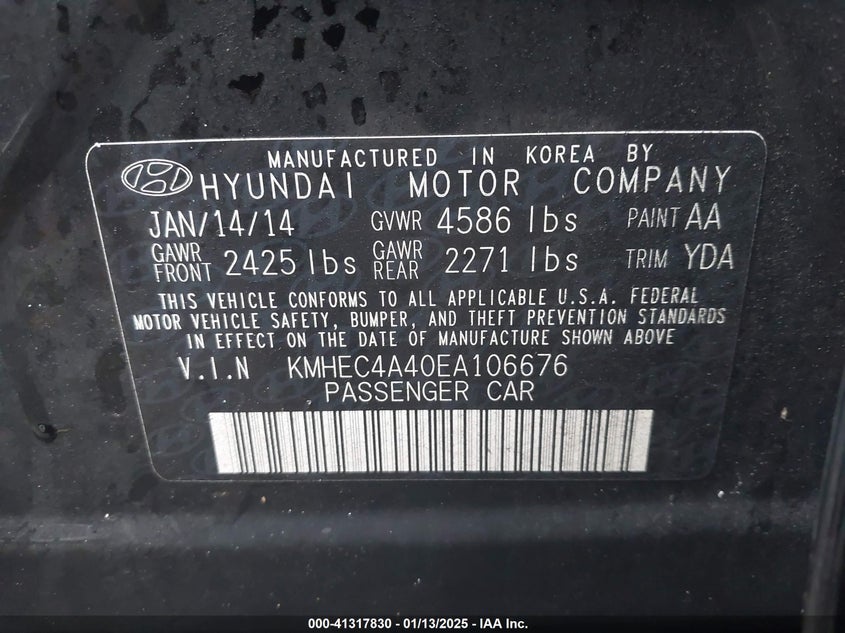 MANUFACTURED IN KOREA BY
HYUNDAI MOTOR COMPANY
JAN/14/14 GVWR 4586 lbs PAINT AA
GAWR FRONT 2425 lbs GAWR REAR 2271 lbs TRIM YDA
THIS VEHICLE CONFORMS TO ALL APPLICABLE U.S.A. FEDERAL
MOTOR VEHICLE SAFETY, BUMPER, AND THEFT PREVENTION STANDARDS
IN EFFECT ON THE DATE OF MANUFACTURE SHOWN ABOVE
V.I.N KMHEC4A40EA106676
PASSENGER CAR
000-41317830 - 01/13/2025 - IAA Inc.